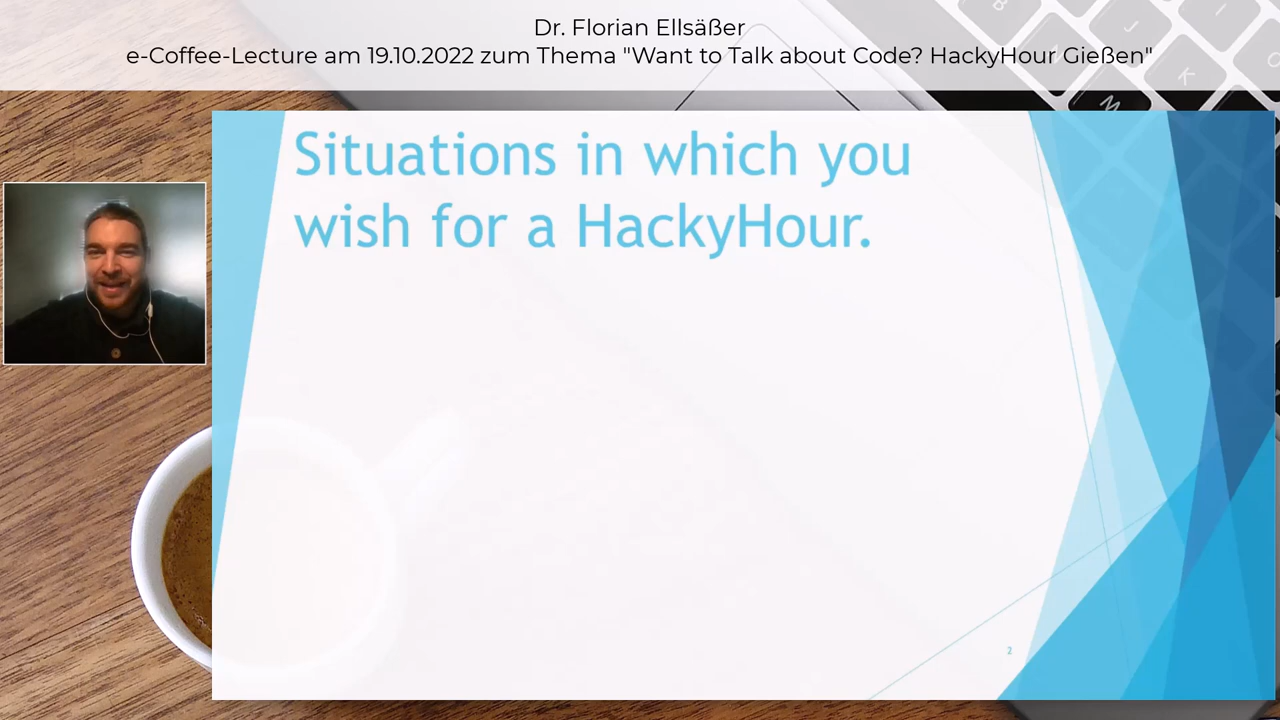 Dr. Florian Ellsäßer
e-Coffee-Lecture am 19.10.2022 zum Thema "Want to Talk about Code? HackyHour Gießen"
Situations in which you
wish for a HackyHour.
2
B
J
I
N
K
O
M